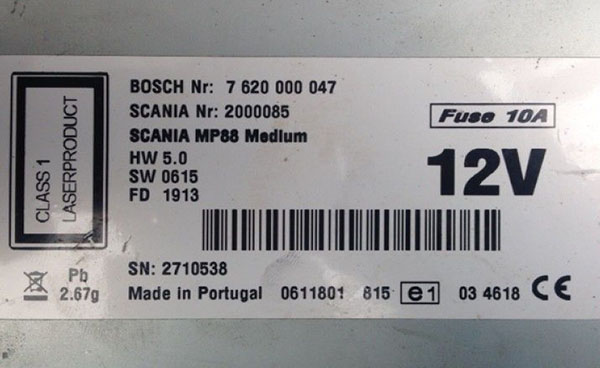 CLASS 1
LASERPRODUCT
BOSCH Nr: 7 620 000 047
SCANIA Nr: 2000085
SCANIA MP88 Medium
HW 5.0
SW 0615
FD 1913
Fuse 10A
12V
SN: 2710538
Pb
2.67g
Made in Portugal 0611801 815 e1 03 4618 CE